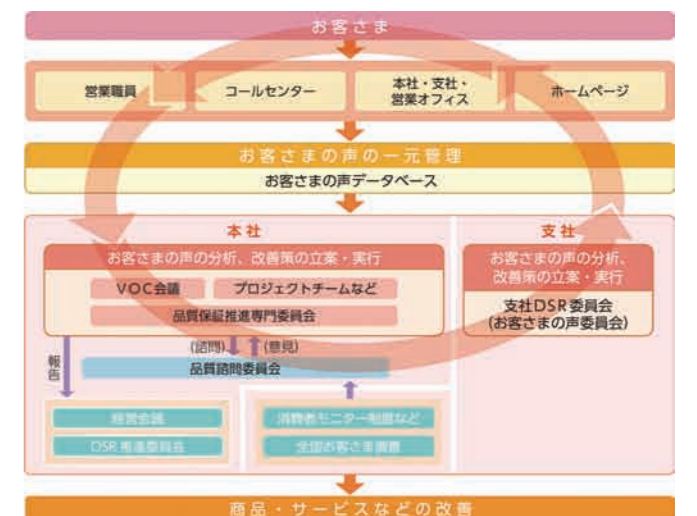 お客さま
営業職員
コールセンター
本社・支社・
営業オフィス
ホームページ
お客さまの声の一元管理
お客さまの声データベース
本社
お客さまの声の分析、改善策の立案・実行
VOC会議
プロジェクトチームなど
品質保証推進専門委員会
報告
(諮問)
(意見)
品質諮問委員会
経営会議
DSR推進委員会
消費者モニター制度など
全国お客さま調査
支社
お客さまの声の分析、
改善策の立案・実行
支社DSR委員会
(お客さまの声委員会)
商品・サービスなどの改善